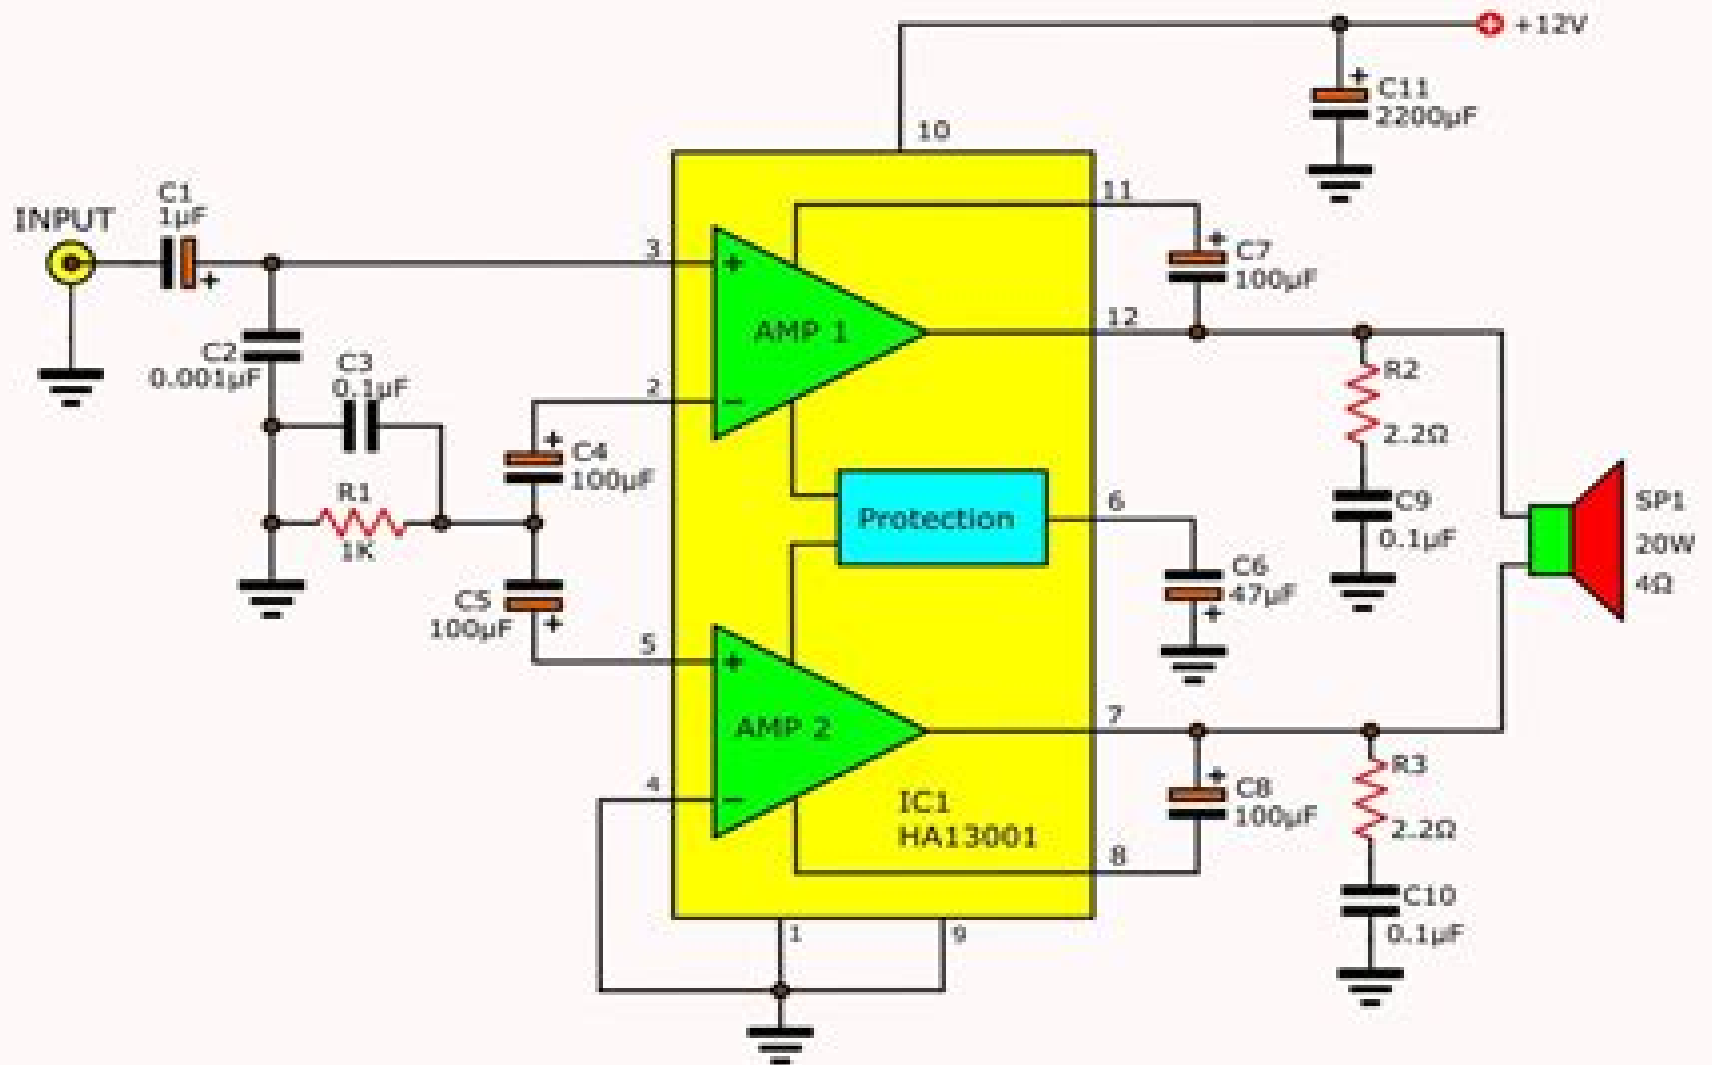 +12V
+
C11
2200µF
10
C1
1µF
+
INPUT
11
3
+
+
C7
100µF
AMP 1
12
C2
0.001µF
C3
0.1µF
2
−
R2
2.2Ω
+
C4
100µF
R1
1K
Protection
6
C9
0.1µF
SP1
20W
4Ω
C5
100µF
+
C6
47µF
+
5
+
AMP 2
7
4
−
IC1
HA13001
+
C8
100µF
R3
2.2Ω
8
C10
0.1µF
1
9